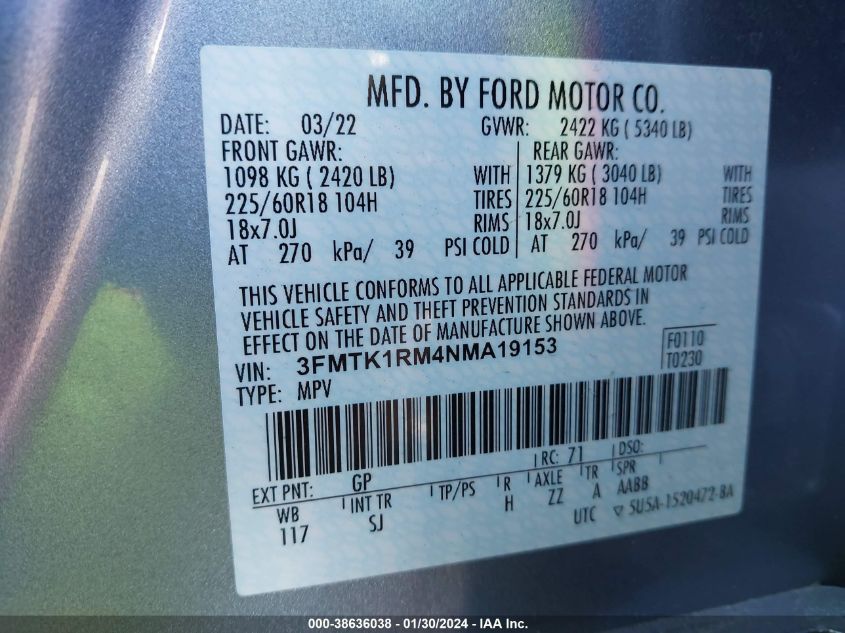 MFD. BY FORD MOTOR CO.
DATE: 03/22 GVWR: 2422 KG ( 5340 LB)
FRONT GAWR: REAR GAWR:
1098 KG ( 2420 LB) WITH 1379 KG ( 3040 LB) WITH
225/60R18 104H TIRES 225/60R18 104H TIRES
18x7.0J RIMS 18x7.0J RIMS
AT 270 kPa/ 39 PSI COLD AT 270 kPa/ 39 PSI COLD
THIS VEHICLE CONFORMS TO ALL APPLICABLE FEDERAL MOTOR
VEHICLE SAFETY AND THEFT PREVENTION STANDARDS IN
EFFECT ON THE DATE OF MANUFACTURE SHOWN ABOVE.
VIN: 3FMTK1RM4NMA19153 F0110
TYPE: MPV T0230
EXT PNT: GP RC: 71 DSO:
WB INT TR TP/PS R AXLE TR SPR
117 SJ H ZZ A AABB
UTC ▽ 5U5A-1520472-BA
000-38636038 - 01/30/2024 - IAA Inc.